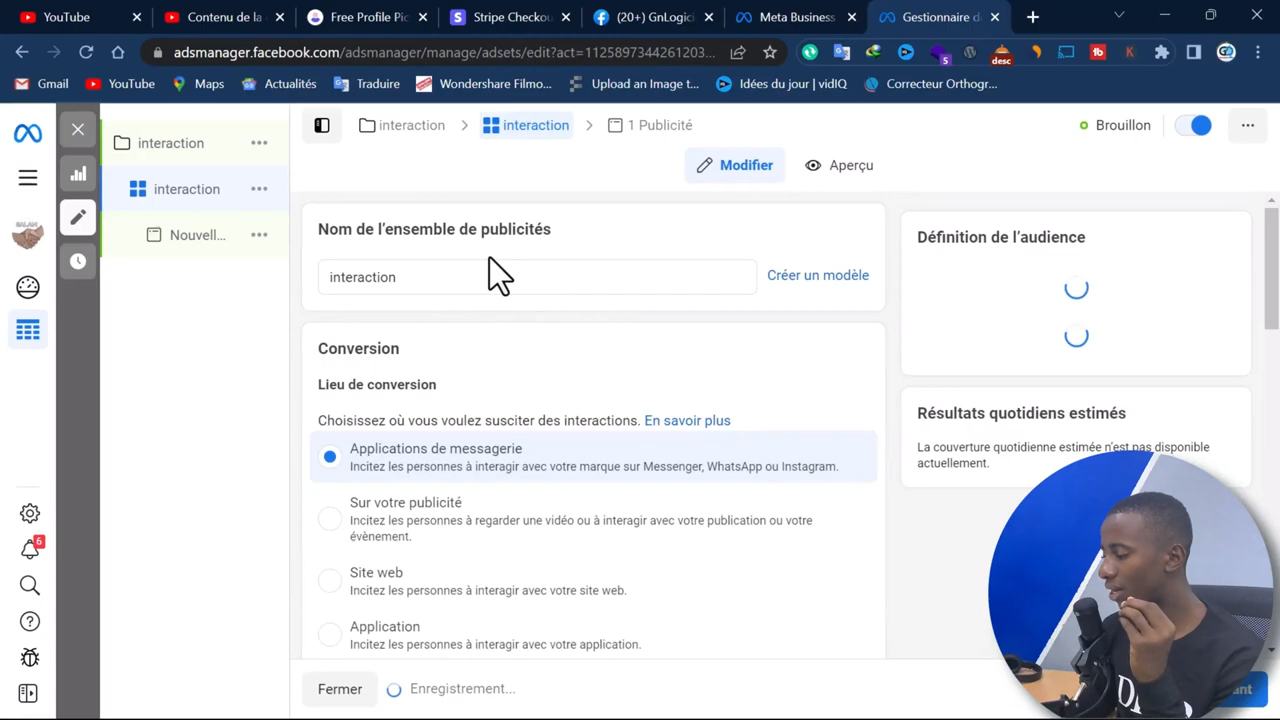 YouTube
Contenu de la
Free Profile Pic
Stripe Checkou
(20+) GnLogici
Meta Business
Gestionnaire d
adsmanager.facebook.com/adsmanager/manage/adsets/edit?act=1125897344261203...
Gmail
YouTube
Maps
Actualités
Traduire
Wondershare Filmo...
Upload an Image t...
Idées du jour | vidIQ
Correcteur Orthogr...
interaction
interaction
Nouvell...
interaction
interaction
1 Publicité
Brouillon
Modifier
Aperçu
Nom de l'ensemble de publicités
interaction
Créer un modèle
Conversion
Lieu de conversion
Choisissez où vous voulez susciter des interactions. En savoir plus
Applications de messagerie
Incitez les personnes à interagir avec votre marque sur Messenger, WhatsApp ou Instagram.
Sur votre publicité
Incitez les personnes à regarder une vidéo ou à interagir avec votre publication ou votre
évènement.
Site web
Incitez les personnes à interagir avec votre site web.
Application
Incitez les personnes à interagir avec votre application.
Définition de l'audience
Résultats quotidiens estimés
La couverture quotidienne estimée n'est pas disponible
actuellement.
Fermer
Enregistrement...
6
desc